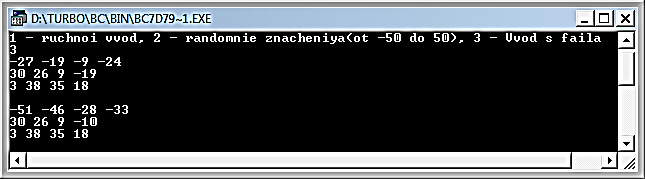 D:\TURBO\BC\BIN\BC7D79~1.EXE
1 - ruchnoi vvod, 2 - randomnie znacheniya(ot -50 do 50), 3 - Vvod s faila
3
-27 -19 -9 -24
30 26 9 -19
3 38 35 18
-51 -46 -28 -33
30 26 9 -10
3 38 35 18